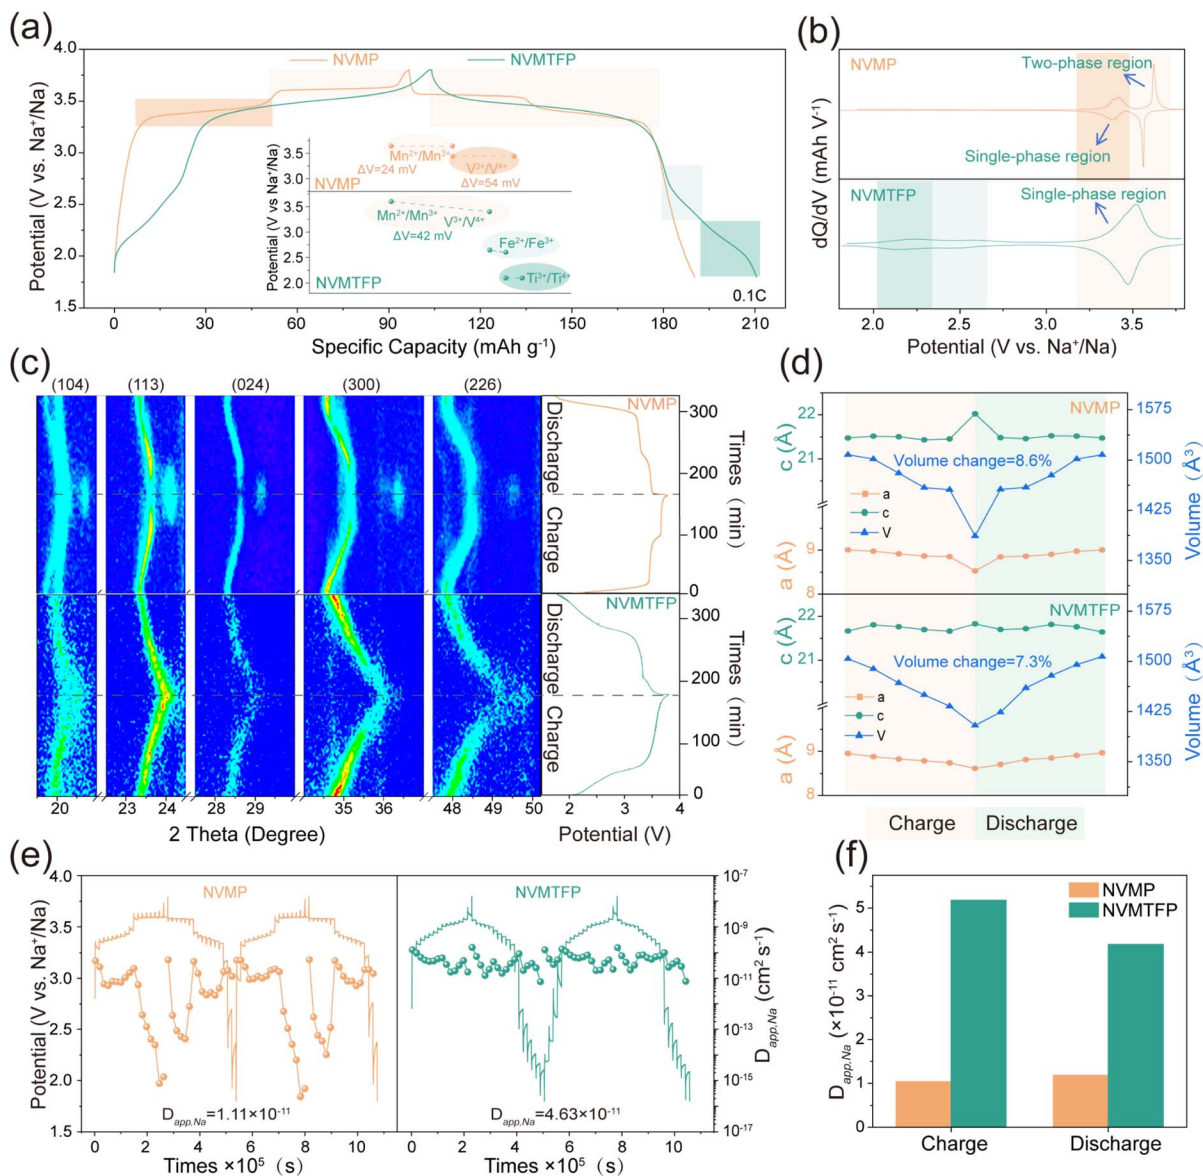 (a)
NVMP
NVMTFP
4.0
3.5
3.0
2.5
2.0
1.5
Potential (V vs. Na⁺/Na)
0
30
60
90
120
150
180
210
Specific Capacity (mAh g⁻¹)
0.1C
Potential (V vs Na⁺/Na)
3.5
3.0
Mn²⁺/Mn³⁺
ΔV=24 mV
V³⁺/V⁴⁺
ΔV=54 mV
NVMP
3.5
3.0
2.5
2.0
Mn²⁺/Mn³⁺
V³⁺/V⁴⁺
ΔV=42 mV
Fe²⁺/Fe³⁺
Ti³⁺/Ti⁴⁺
NVMTFP
(b)
NVMP
Two-phase region
Single-phase region
NVMTFP
Single-phase region
dQ/dV (mAh V⁻¹)
2.0
2.5
3.0
3.5
Potential (V vs. Na⁺/Na)
(c)
(104)
(113)
(024)
(300)
(226)
NVMP
Discharge
Charge
300
200
100
0
Times (min)
NVMTFP
Discharge
Charge
300
200
100
0
Times (min)
20
23
24
28
29
35
36
48
49
50
2 Theta (Degree)
2
3
4
Potential (V)
(d)
NVMP
c (Å)
22
21
a (Å)
9
8
Volume change=8.6%
a
c
V
1575
1500
1425
1350
Volume (Å³)
NVMTFP
c (Å)
22
21
a (Å)
9
8
Volume change=7.3%
a
c
V
1575
1500
1425
1350
Volume (Å³)
Charge
Discharge
(e)
NVMP
NVMTFP
4.0
3.5
3.0
2.5
2.0
1.5
Potential (V vs. Na⁺/Na)
D_app,Na=1.11×10⁻¹¹
D_app,Na=4.63×10⁻¹¹
0
2
4
6
8
10
Times ×10⁵ (s)
0
2
4
6
8
10
Times ×10⁵ (s)
10⁻⁷
10⁻⁹
10⁻¹¹
10⁻¹³
10⁻¹⁵
10⁻¹⁷
D_app,Na (cm² s⁻¹)
(f)
NVMP
NVMTFP
5
4
3
2
1
0
D_app,Na (×10⁻¹¹ cm² s⁻¹)
Charge
Discharge